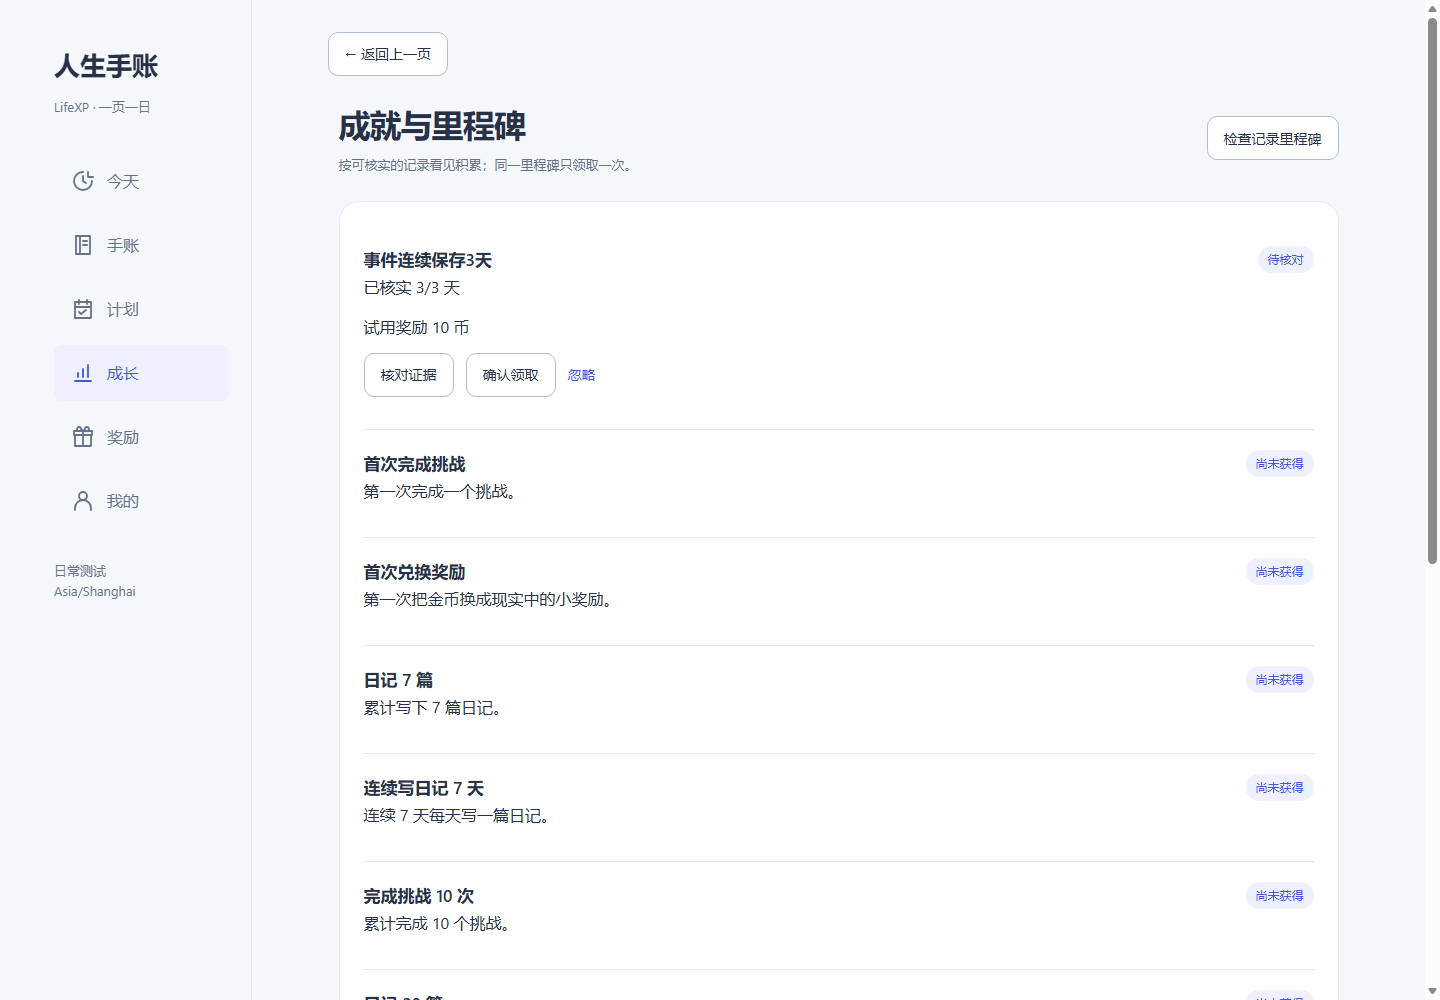 人生手账
LifeXP · 一页一日
今天
手账
计划
成长
奖励
我的
日常测试
Asia/Shanghai
← 返回上一页
成就与里程碑
按可核实的记录看见积累；同一里程碑只领取一次。
检查记录里程碑
事件连续保存3天
待核对
已核实 3/3 天
试用奖励 10 币
核对证据
确认领取
忽略
首次完成挑战
尚未获得
第一次完成一个挑战。
首次兑换奖励
尚未获得
第一次把金币换成现实中的小奖励。
日记 7 篇
尚未获得
累计写下 7 篇日记。
连续写日记 7 天
尚未获得
连续 7 天每天写一篇日记。
完成挑战 10 次
尚未获得
累计完成 10 个挑战。